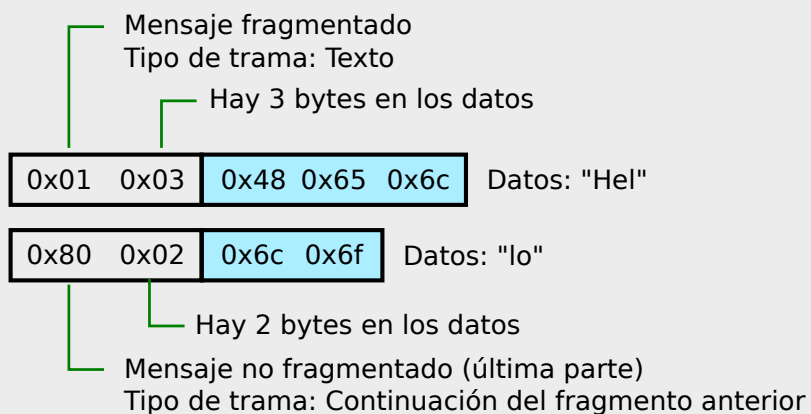 Mensaje fragmentado
Tipo de trama: Texto
Hay 3 bytes en los datos
0x01 0x03 0x48 0x65 0x6c Datos: "Hel"
0x80 0x02 0x6c 0x6f Datos: "lo"
Hay 2 bytes en los datos
Mensaje no fragmentado (última parte)
Tipo de trama: Continuación del fragmento anterior